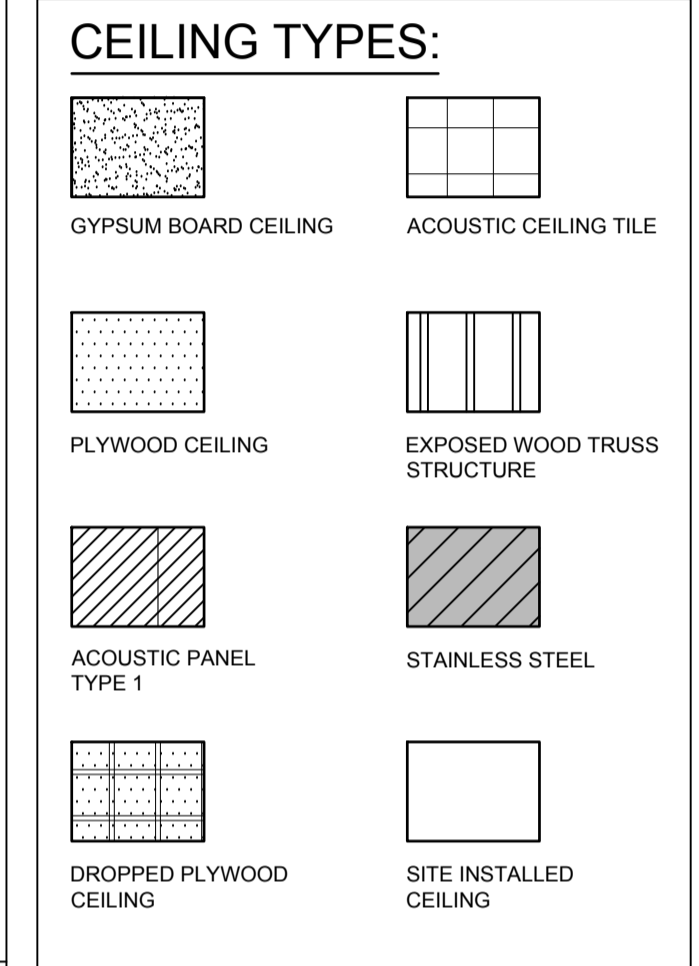 CEILING TYPES:
GYPSUM BOARD CEILING
ACOUSTIC CEILING TILE
PLYWOOD CEILING
EXPOSED WOOD TRUSS
STRUCTURE
ACOUSTIC PANEL
TYPE 1
STAINLESS STEEL
DROPPED PLYWOOD
CEILING
SITE INSTALLED
CEILING